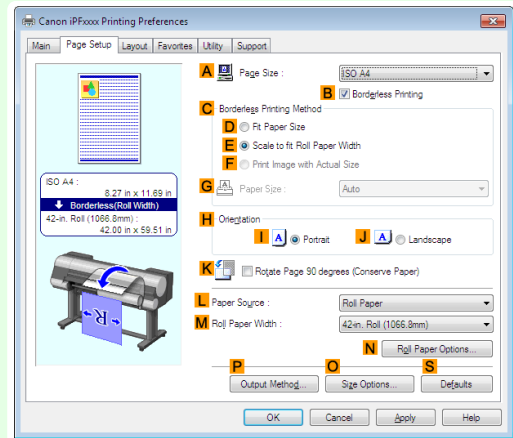 Canon iPFxxxx Printing Preferences
Main Page Setup Layout Favorites Utility Support
A Page Size : ISO A4
B Borderless Printing
C Borderless Printing Method
D Fit Paper Size
E Scale to fit Roll Paper Width
F Print Image with Actual Size
G Paper Size : Auto
ISO A4 :
8.27 in x 11.69 in
Borderless(Roll Width)
42-in. Roll (1066.8mm) :
42.00 in x 59.51 in
H Orientation
I A Portrait J A Landscape
K Rotate Page 90 degrees (Conserve Paper)
R
L Paper Source : Roll Paper
M Roll Paper Width : 42-in. Roll (1066.8mm)
N Roll Paper Options...
P O S
Output Method... Size Options... Defaults
OK Cancel Apply Help